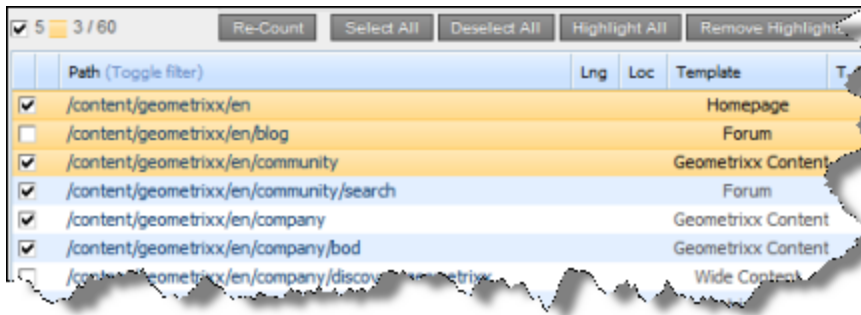 5 3 / 60 Re-Count Select All Deselect All Highlight All Remove Highlight
Path (Toggle filter) Lng Loc Template T
/content/geometrixx/en Homepage
/content/geometrixx/en/blog Forum
/content/geometrixx/en/community Geometrixx Content
/content/geometrixx/en/community/search Forum
/content/geometrixx/en/company Geometrixx Content
/content/geometrixx/en/company/bod Geometrixx Content
Wide Content